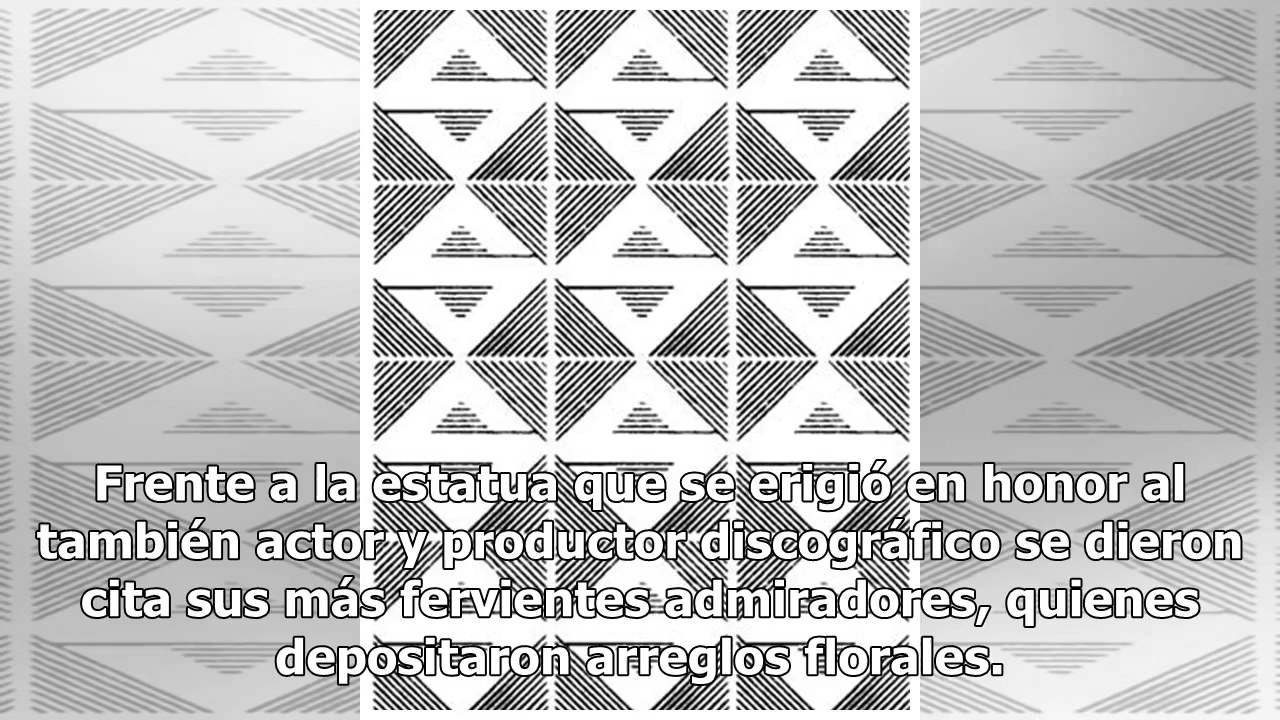 Frente a la estatua que se erigió en honor al
también actor y productor discográfico se dieron
cita sus más fervientes admiradores, quienes
depositaron arreglos florales.